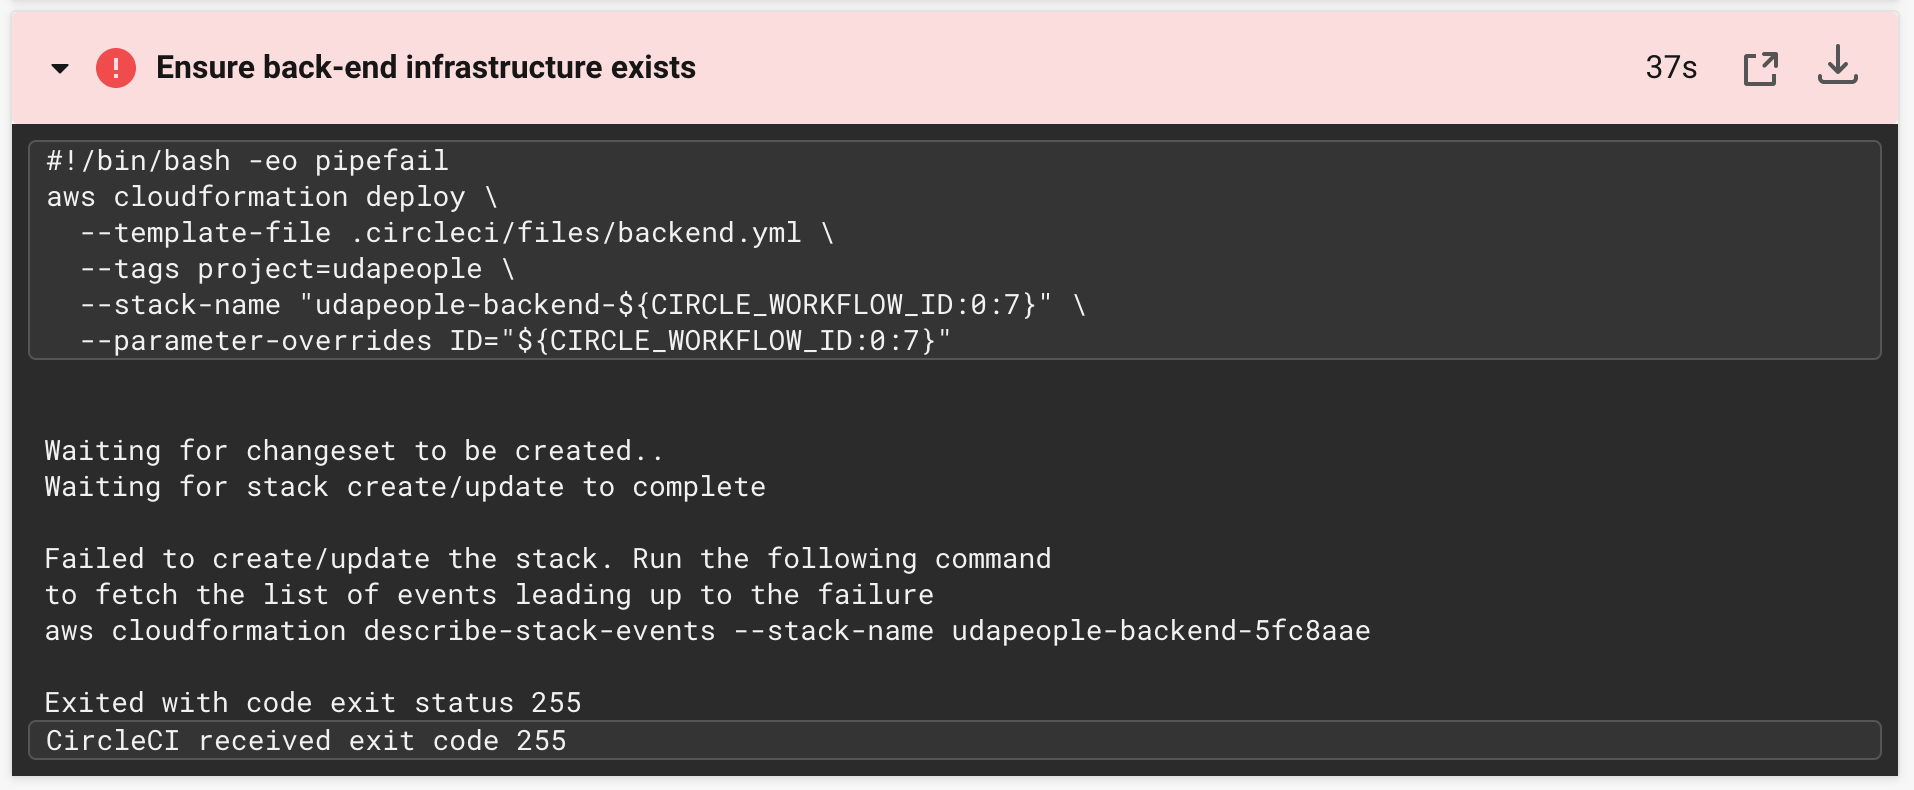 Ensure back-end infrastructure exists
37s
#!/bin/bash -eo pipefail
aws cloudformation deploy \
  --template-file .circleci/files/backend.yml \
  --tags project=udapeople \
  --stack-name "udapeople-backend-${CIRCLE_WORKFLOW_ID:0:7}" \
  --parameter-overrides ID="${CIRCLE_WORKFLOW_ID:0:7}"
Waiting for changeset to be created..
Waiting for stack create/update to complete
Failed to create/update the stack. Run the following command
to fetch the list of events leading up to the failure
aws cloudformation describe-stack-events --stack-name udapeople-backend-5fc8aae
Exited with code exit status 255
CircleCI received exit code 255